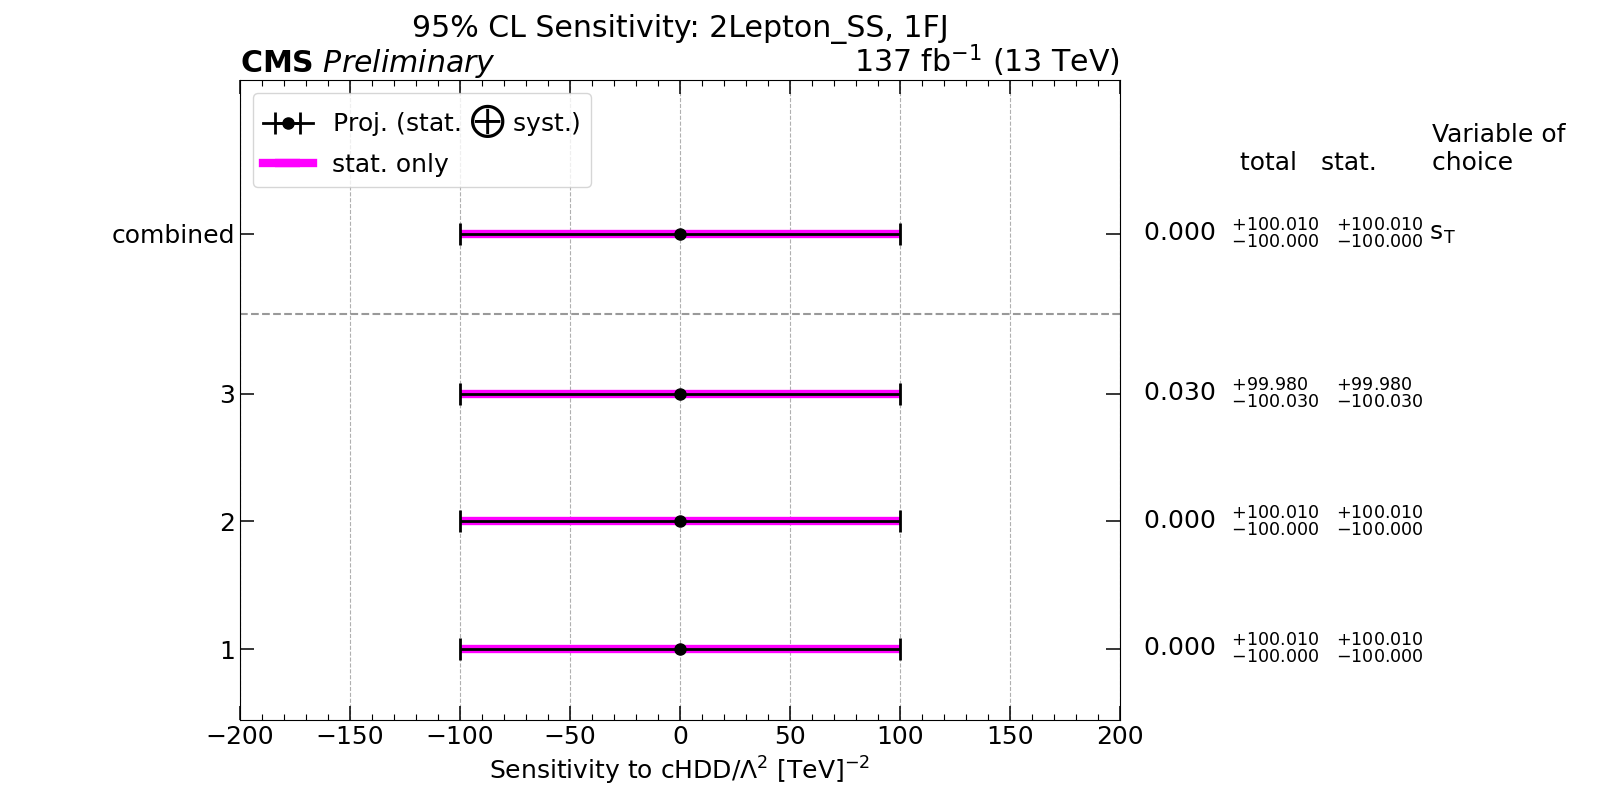 95% CL Sensitivity: 2Lepton_SS, 1FJ
CMS Preliminary 137 fb⁻¹ (13 TeV)
Proj. (stat. ⨁ syst.)
stat. only
total stat. Variable of
choice
combined 0.000 +100.010 −100.000 +100.010 −100.000 s_T
3 0.030 +99.980 −100.030 +99.980 −100.030
2 0.000 +100.010 −100.000 +100.010 −100.000
1 0.000 +100.010 −100.000 +100.010 −100.000
−200 −150 −100 −50 0 50 100 150 200
Sensitivity to cHDD/Λ² [TeV]⁻²